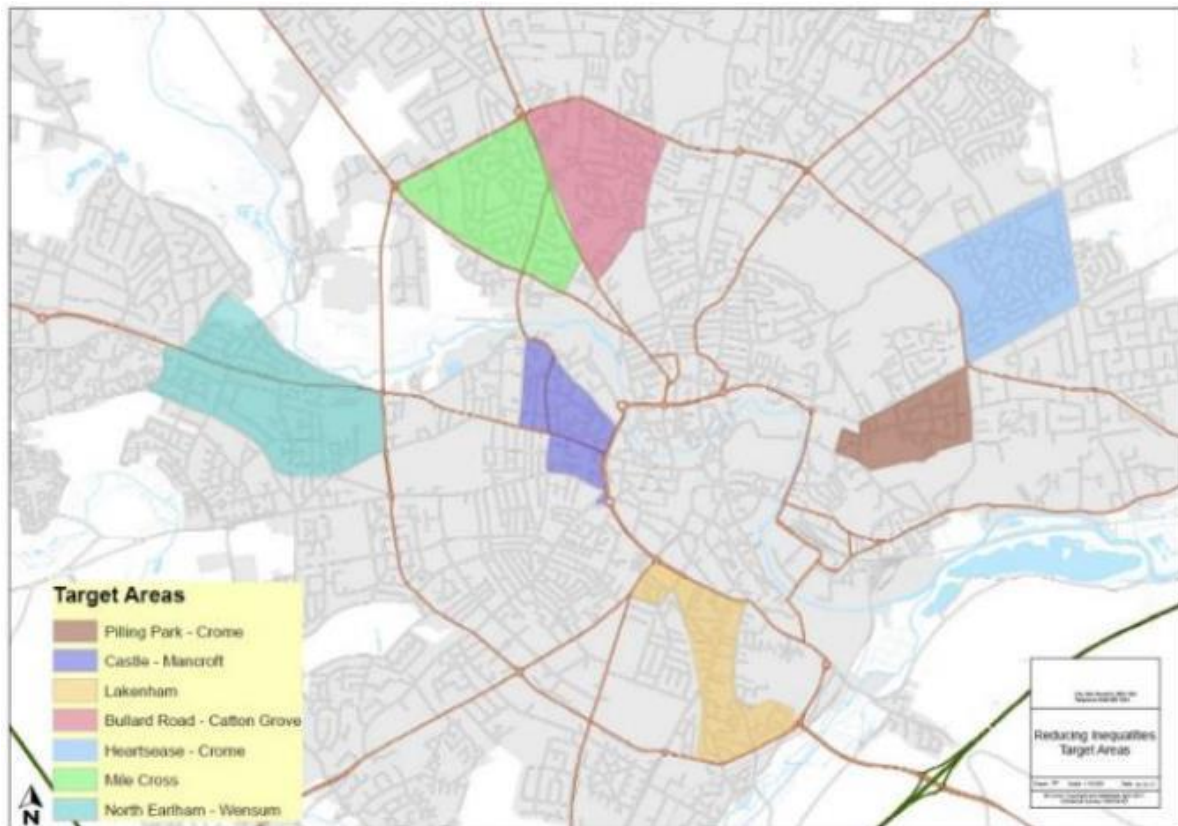 Target Areas
Pilling Park - Crome
Castle - Mancroft
Lakenham
Bullard Road - Catton Grove
Heartsease - Crome
Mile Cross
North Earlham - Wensum
N
Reducing Inequalities
Target Areas